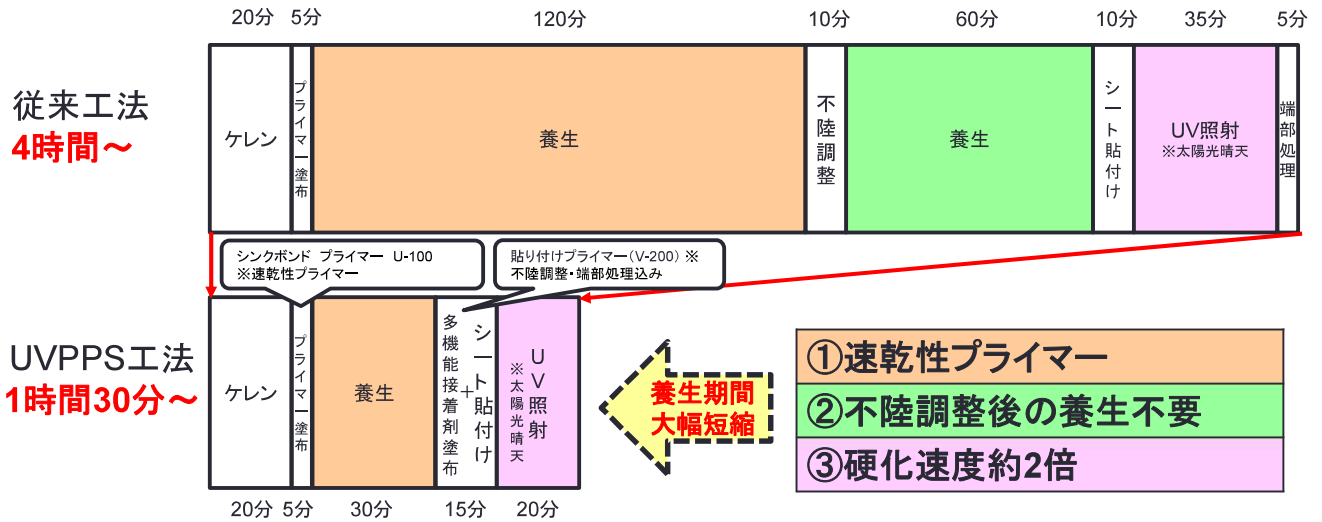 20分 5分 120分 10分 60分 10分 35分 5分
従来工法
4時間～
ケレン
プライマー塗布
養生
不陸調整
養生
シート貼付け
UV照射
※太陽光晴天
端部処理
シンクボンド プライマー U-100
※速乾性プライマー
貼り付けプライマー(V-200) ※
不陸調整・端部処理込み
UVPPS工法
1時間30分～
ケレン
プライマー塗布
養生
多機能接着剤塗布
+
シート貼付け
UV照射
※太陽光晴天
養生期間
大幅短縮
①速乾性プライマー
②不陸調整後の養生不要
③硬化速度約2倍
20分 5分 30分 15分 20分